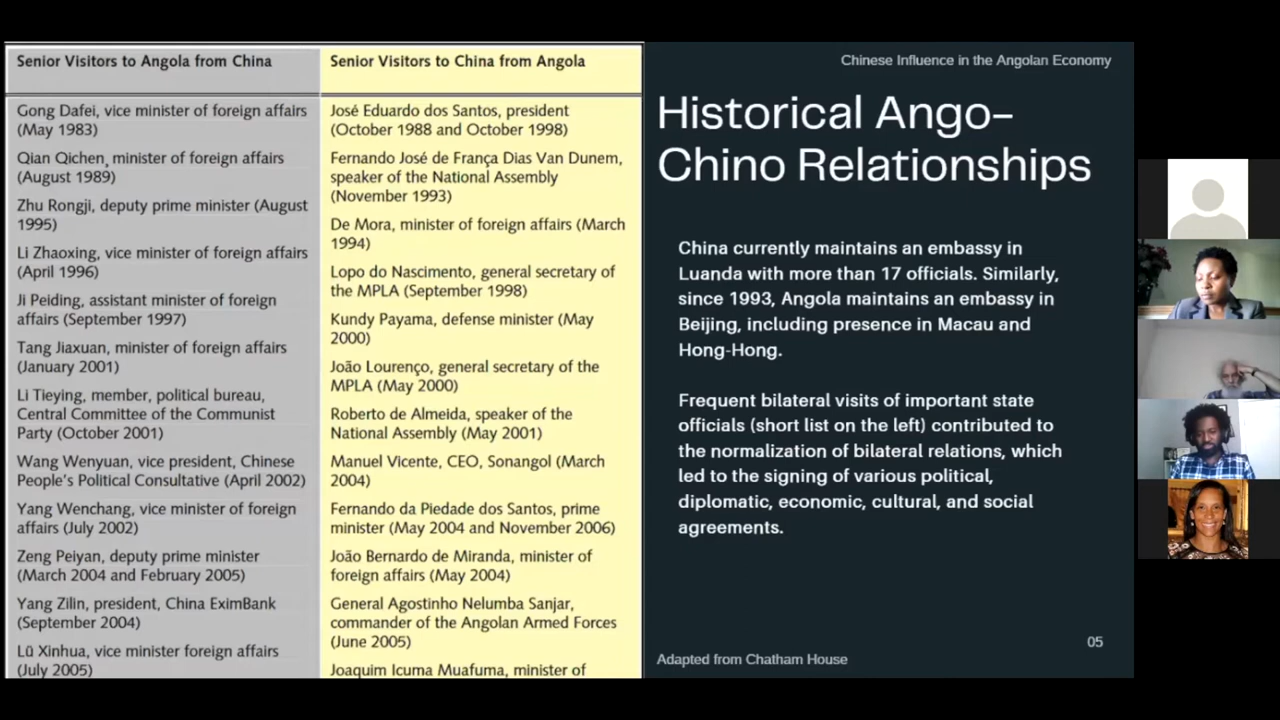 Senior Visitors to Angola from China
Gong Dafei, vice minister of foreign affairs
(May 1983)
Qian Qichen, minister of foreign affairs
(August 1989)
Zhu Rongji, deputy prime minister (August
1995)
Li Zhaoxing, vice minister of foreign affairs
(April 1996)
Ji Peiding, assistant minister of foreign
affairs (September 1997)
Tang Jiaxuan, minister of foreign affairs
(January 2001)
Li Tieying, member, political bureau,
Central Committee of the Communist
Party (October 2001)
Wang Wenyuan, vice president, Chinese
People's Political Consultative (April 2002)
Yang Wenchang, vice minister of foreign
affairs (July 2002)
Zeng Peiyan, deputy prime minister
(March 2004 and February 2005)
Yang Zilin, president, China EximBank
(September 2004)
Lū Xinhua, vice minister foreign affairs
(July 2005)
Senior Visitors to China from Angola
José Eduardo dos Santos, president
(October 1988 and October 1998)
Fernando José de França Dias Van Dunem,
speaker of the National Assembly
(November 1993)
De Mora, minister of foreign affairs (March
1994)
Lopo do Nascimento, general secretary of
the MPLA (September 1998)
Kundy Payama, defense minister (May
2000)
João Lourenço, general secretary of the
MPLA (May 2000)
Roberto de Almeida, speaker of the
National Assembly (May 2001)
Manuel Vicente, CEO, Sonangol (March
2004)
Fernando da Piedade dos Santos, prime
minister (May 2004 and November 2006)
João Bernardo de Miranda, minister of
foreign affairs (May 2004)
General Agostinho Nelumba Sanjar,
commander of the Angolan Armed Forces
(June 2005)
Joaquim Icuma Muafuma, minister of
Chinese Influence in the Angolan Economy
Historical Ango–
Chino Relationships
China currently maintains an embassy in
Luanda with more than 17 officials. Similarly,
since 1993, Angola maintains an embassy in
Beijing, including presence in Macau and
Hong-Hong.
Frequent bilateral visits of important state
officials (short list on the left) contributed to
the normalization of bilateral relations, which
led to the signing of various political,
diplomatic, economic, cultural, and social
agreements.
05
Adapted from Chatham House